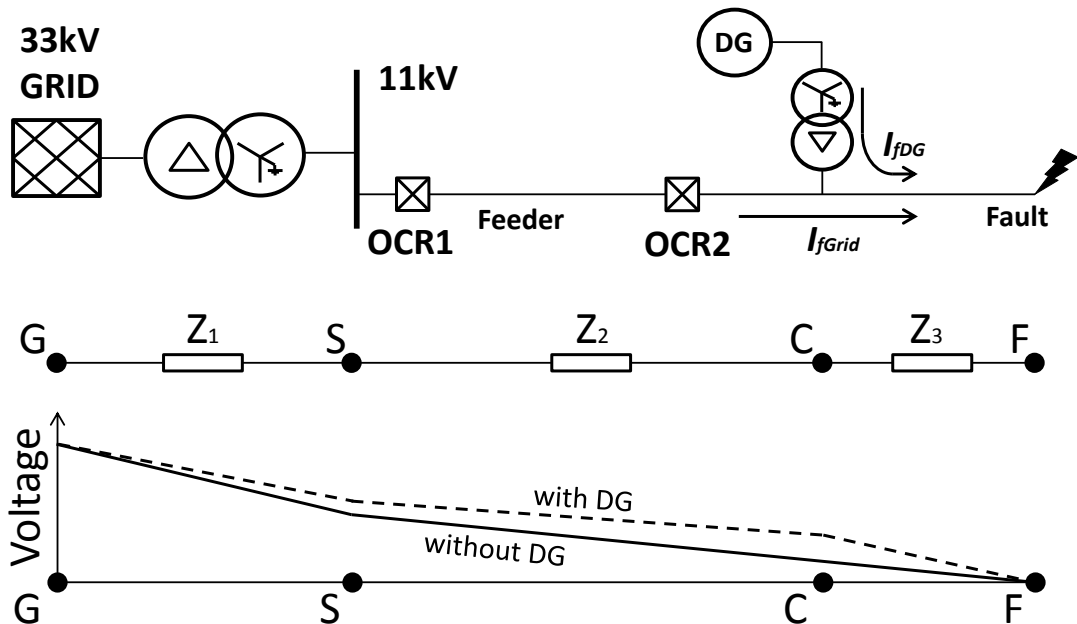 33kV
GRID
11kV
DG
IfDG
OCR1
Feeder
OCR2
IfGrid
Fault
G
Z1
S
Z2
C
Z3
F
Voltage
with DG
without DG
G
S
C
F